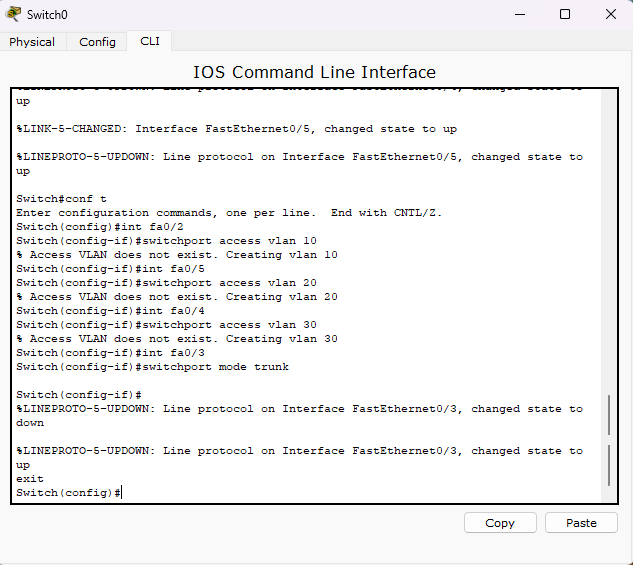 Switch0
Physical Config CLI
IOS Command Line Interface
up
%LINK-5-CHANGED: Interface FastEthernet0/5, changed state to up
%LINEPROTO-5-UPDOWN: Line protocol on Interface FastEthernet0/5, changed state to
up
Switch#conf t
Enter configuration commands, one per line.  End with CNTL/Z.
Switch(config)#int fa0/2
Switch(config-if)#switchport access vlan 10
% Access VLAN does not exist. Creating vlan 10
Switch(config-if)#int fa0/5
Switch(config-if)#switchport access vlan 20
% Access VLAN does not exist. Creating vlan 20
Switch(config-if)#int fa0/4
Switch(config-if)#switchport access vlan 30
% Access VLAN does not exist. Creating vlan 30
Switch(config-if)#int fa0/3
Switch(config-if)#switchport mode trunk
Switch(config-if)#
%LINEPROTO-5-UPDOWN: Line protocol on Interface FastEthernet0/3, changed state to
down
%LINEPROTO-5-UPDOWN: Line protocol on Interface FastEthernet0/3, changed state to
up
exit
Switch(config)#
Copy Paste